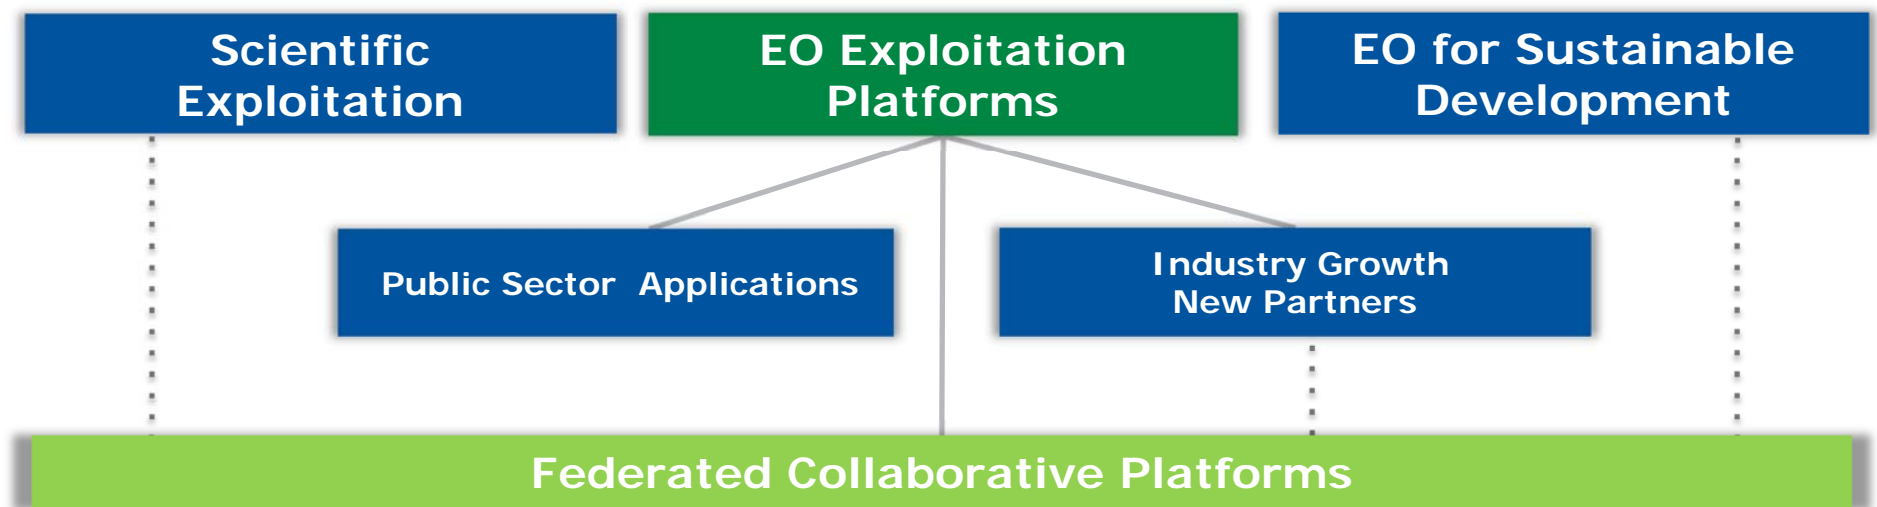 Scientific
Exploitation
EO Exploitation
Platforms
EO for Sustainable
Development
Public Sector Applications
Industry Growth
New Partners
Federated Collaborative Platforms